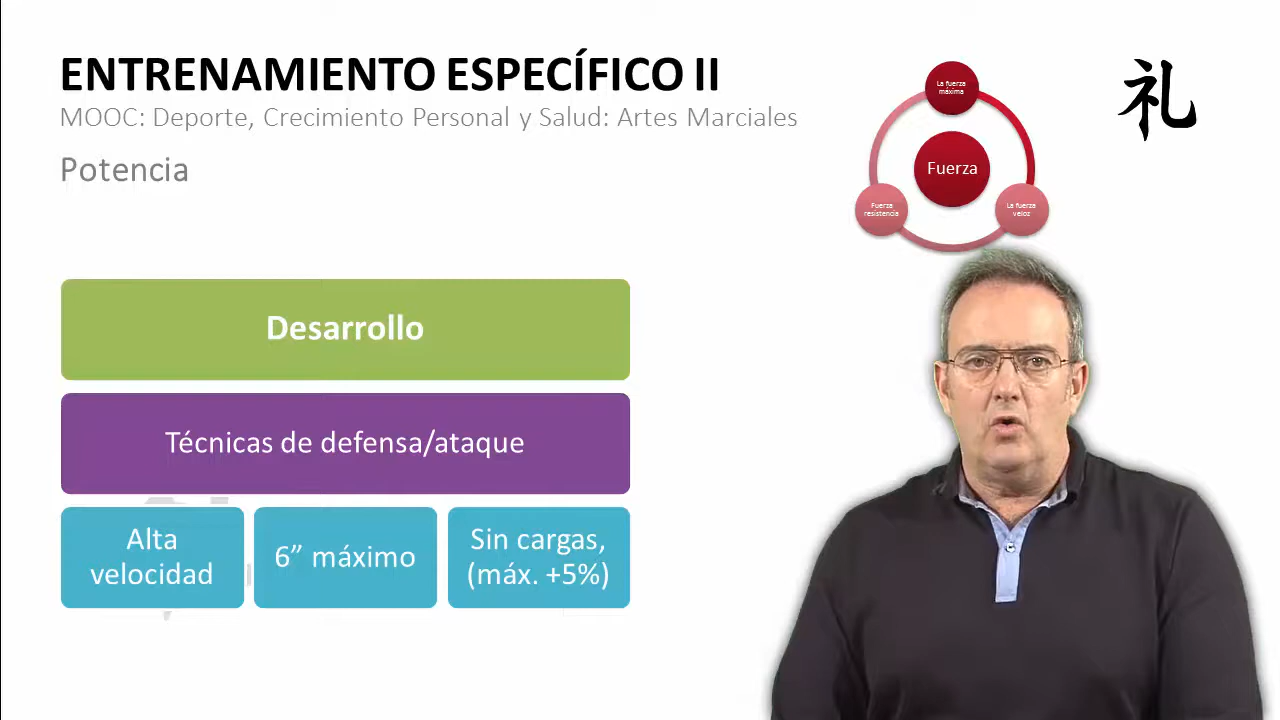 ENTRENAMIENTO ESPECÍFICO II
MOOC: Deporte, Crecimiento Personal y Salud: Artes Marciales
Potencia
La fuerza
máxima
Fuerza
Fuerza
resistencia
La fuerza
veloz
礼
Desarrollo
Técnicas de defensa/ataque
Alta
velocidad
6” máximo
Sin cargas,
(máx. +5%)